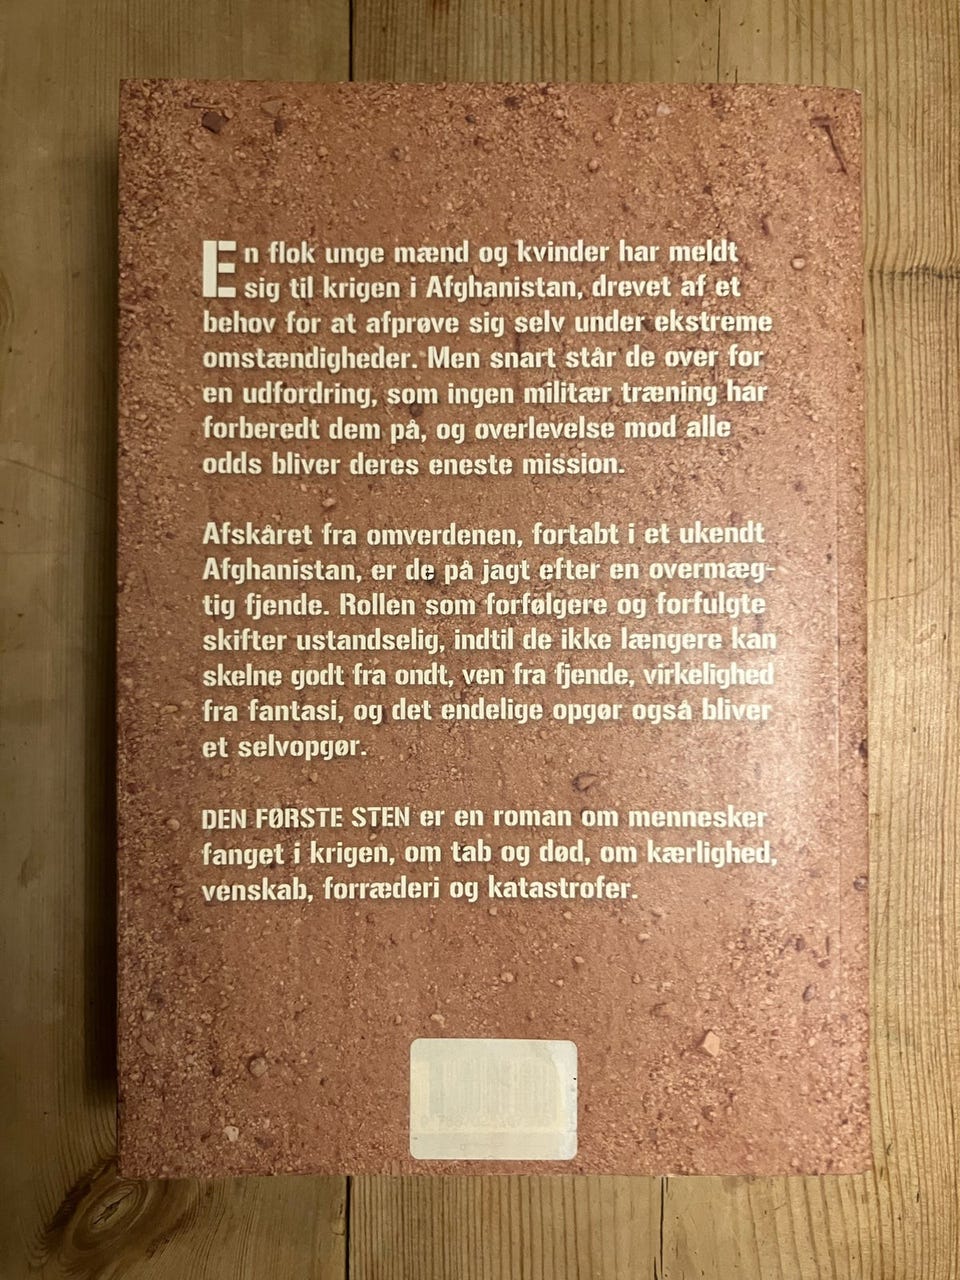 En flok unge mænd og kvinder har meldt
sig til krigen i Afghanistan, drevet af et
behov for at afprøve sig selv under ekstreme
omstændigheder. Men snart står de over for
en udfordring, som ingen militær træning har
forberedt dem på, og overlevelse mod alle
odds bliver deres eneste mission.
Afskåret fra omverdenen, fortabt i et ukendt
Afghanistan, er de på jagt efter en overmæg-
tig fjende. Rollen som forfølgere og forfulgte
skifter ustandselig, indtil de ikke længere kan
skelne godt fra ondt, ven fra fjende, virkelighed
fra fantasi, og det endelige opgør også bliver
et selvopgør.
DEN FØRSTE STEN er en roman om mennesker
fanget i krigen, om tab og død, om kærlighed,
venskab, forræderi og katastrofer.